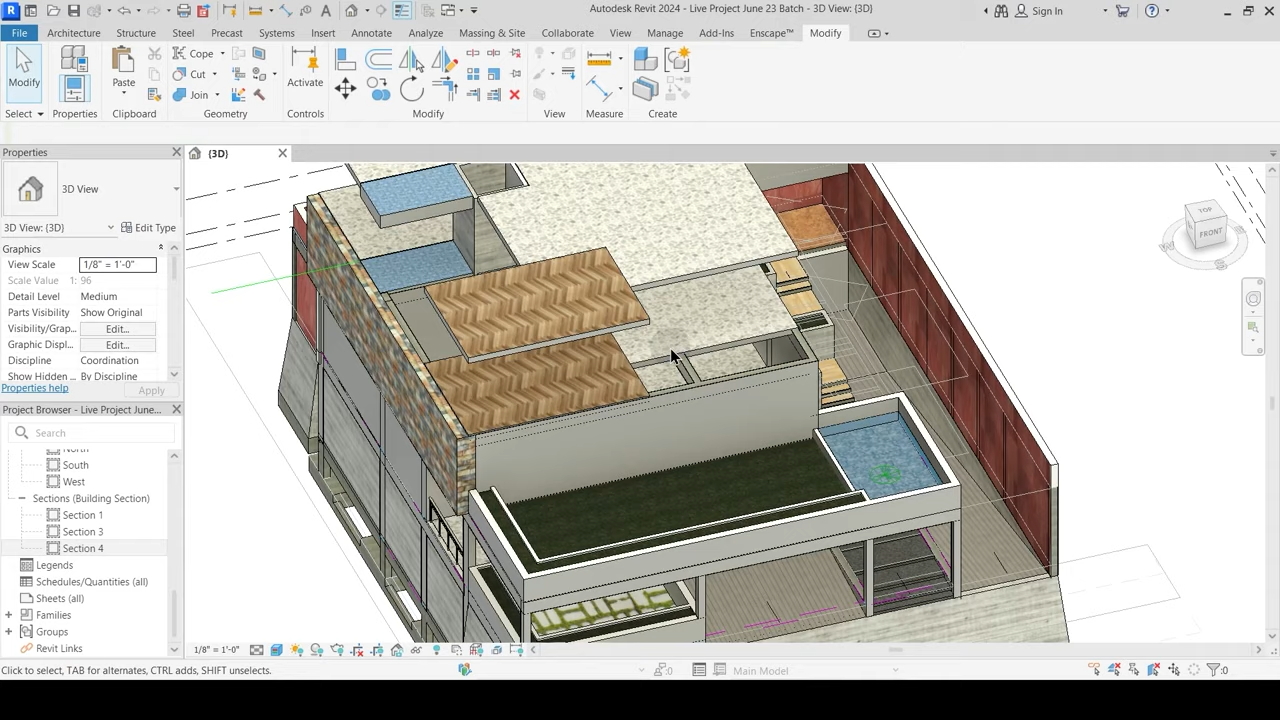 Autodesk Revit 2024 - Live Project June 23 Batch - 3D View: {3D}
Sign In
File Architecture Structure Steel Precast Systems Insert Annotate Analyze Massing & Site Collaborate View Manage Add-Ins Enscape™ Modify
Modify
Paste
Cope
Cut
Join
Activate
Select Properties Clipboard Geometry Controls Modify View Measure Create
Properties
{3D}
3D View
3D View: {3D} Edit Type
Graphics
View Scale 1/8" = 1'-0"
Scale Value 1: 96
Detail Level Medium
Parts Visibility Show Original
Visibility/Grap... Edit...
Graphic Displ... Edit...
Discipline Coordination
Show Hidden ... By Discipline
Properties help Apply
Project Browser - Live Project June...
Search
North
South
West
Sections (Building Section)
Section 1
Section 3
Section 4
Legends
Schedules/Quantities (all)
Sheets (all)
Families
Groups
Revit Links
TOP
FRONT
1/8" = 1'-0"
Click to select, TAB for alternates, CTRL adds, SHIFT unselects.
:0
Main Model
:0